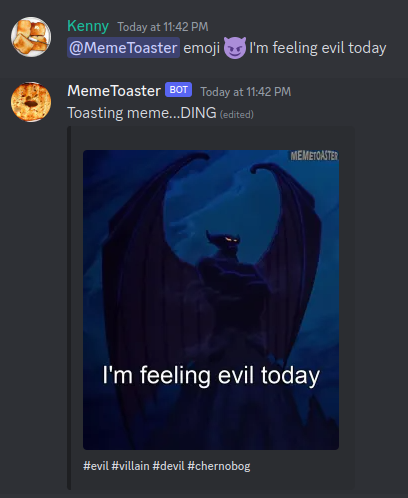 Kenny Today at 11:42 PM
@MemeToaster emoji 😈 I'm feeling evil today
MemeToaster BOT Today at 11:42 PM
Toasting meme...DING (edited)
MEMETOASTER
I'm feeling evil today
#evil #villain #devil #chernobog